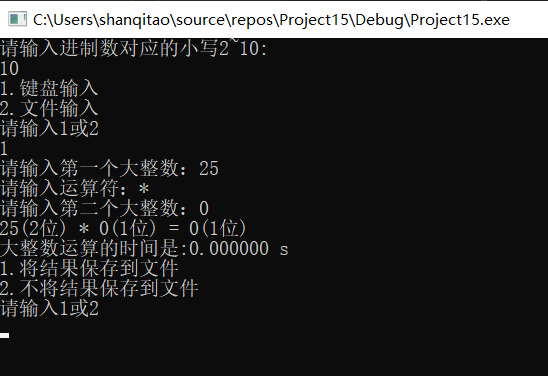 C:\Users\shanqitao\source\repos\Project15\Debug\Project15.exe
请输入进制数对应的小写2~10:
10
1.键盘输入
2.文件输入
请输入1或2
1
请输入第一个大整数：25
请输入运算符：*
请输入第二个大整数：0
25(2位) * 0(1位) = 0(1位)
大整数运算的时间是:0.000000 s
1.将结果保存到文件
2.不将结果保存到文件
请输入1或2